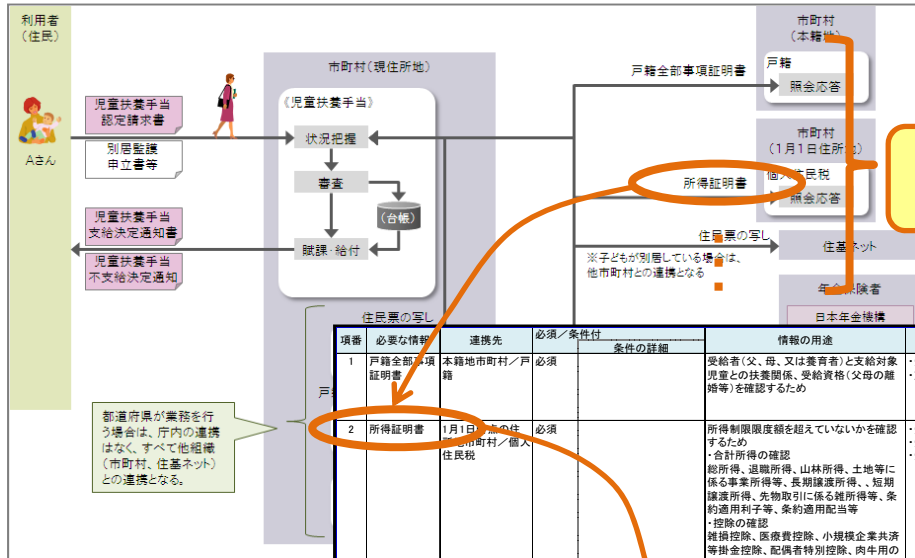 利用者
（住民）
Aさん
児童扶養手当
認定請求書
別居監護
申立書等
児童扶養手当
支給決定通知書
児童扶養手当
不支給決定通知
市町村(現住所地)
《児童扶養手当》
状況把握
審査
(台帳)
賦課・給付
市町村
(本籍地)
戸籍全部事項証明書
戸籍
照会応答
市町村
(1月1日住所地)
所得証明書
個人住民税
照会応答
住民票の写し
住基ネット
※子どもが別居している場合は、
他市町村との連携となる
年金保険者
日本年金機構
住民票の写し
都道府県が業務を行
う場合は、庁内の連携
はなく、すべて他組織
(市町村、住基ネット)
との連携となる。
項番 必要な情報 連携先 必須／条件付 情報の用途
条件の詳細
1 戸籍全部事項 本籍地市町村／戸 必須 受給者(父、母、又は養育者)と支給対象
証明書 籍 児童との扶養関係、受給資格(父母の離
婚等)を確認するため
2 所得証明書 1月1日時点の住 必須 所得制限限度額を超えていないかを確認
所地市町村／個人 するため
住民税 ・合計所得の確認
総所得、退職所得、山林所得、土地等に
係る事業所得等、長期譲渡所得、、短期
譲渡所得、先物取引に係る雑所得等、条
約適用利子等、条約適用配当等
・控除の確認
雑損控除、医療費控除、小規模企業共済
等掛金控除、配偶者特別控除、肉牛用の